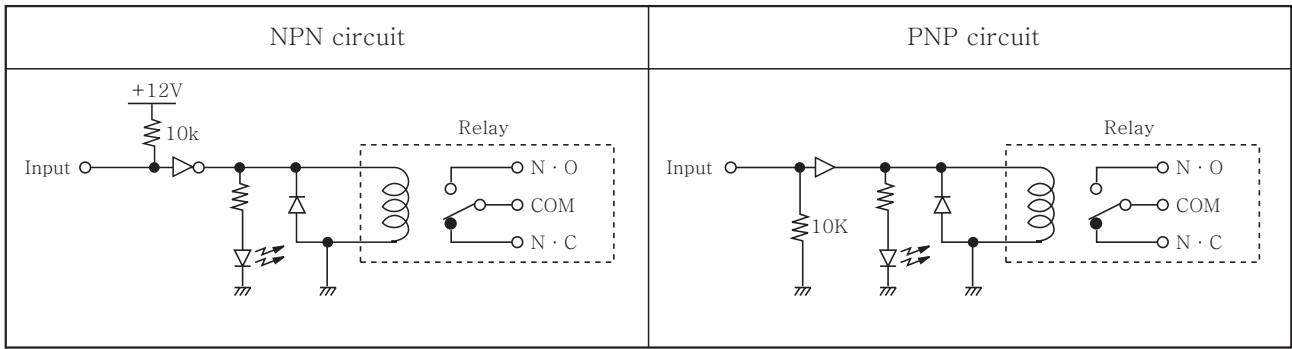 NPN circuit
PNP circuit
+12V
10k
Relay
Input
N · O
COM
N · C
Relay
Input
N · O
COM
10K
N · C